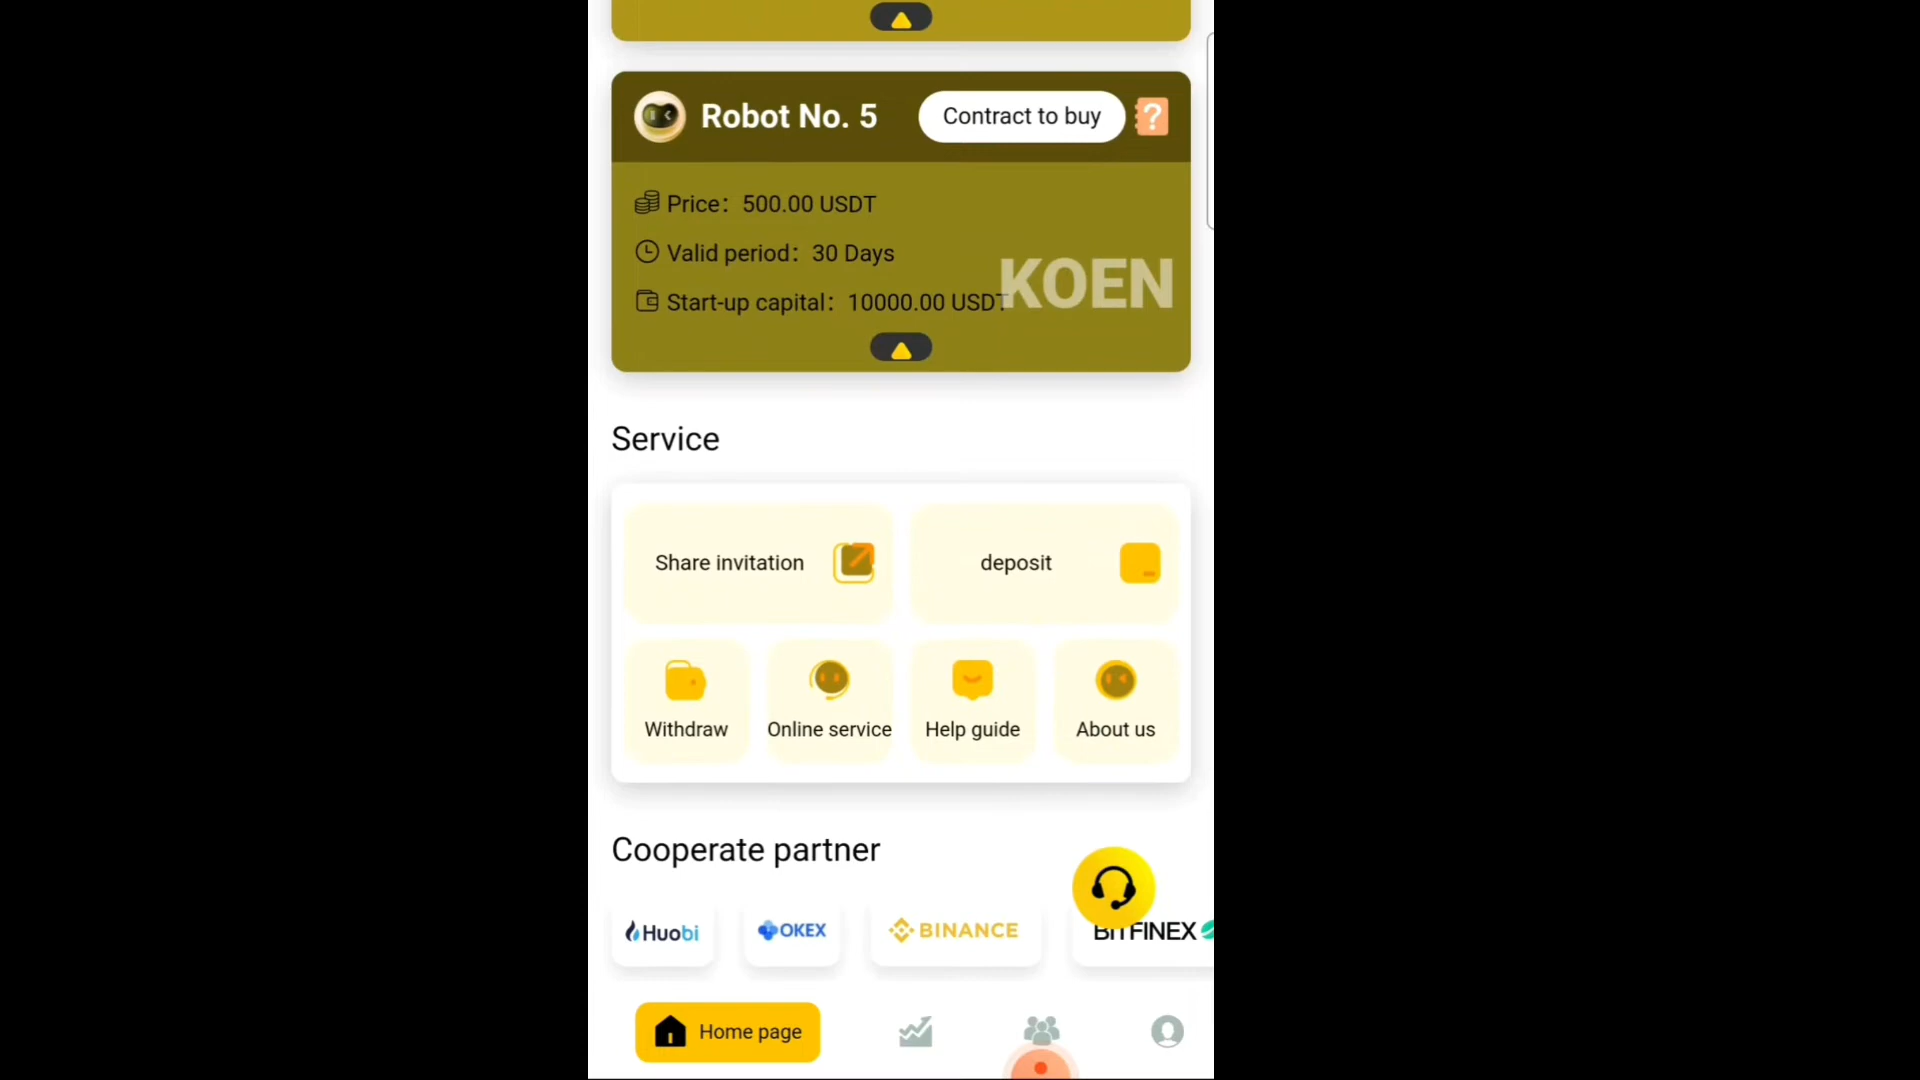 Robot No. 5
Contract to buy
?
Price: 500.00 USDT
Valid period: 30 Days
Start-up capital: 10000.00 USDT
KOEN
Service
Share invitation
deposit
Withdraw
Online service
Help guide
About us
Cooperate partner
Huobi
OKEX
BINANCE
BITFINEX
Home page